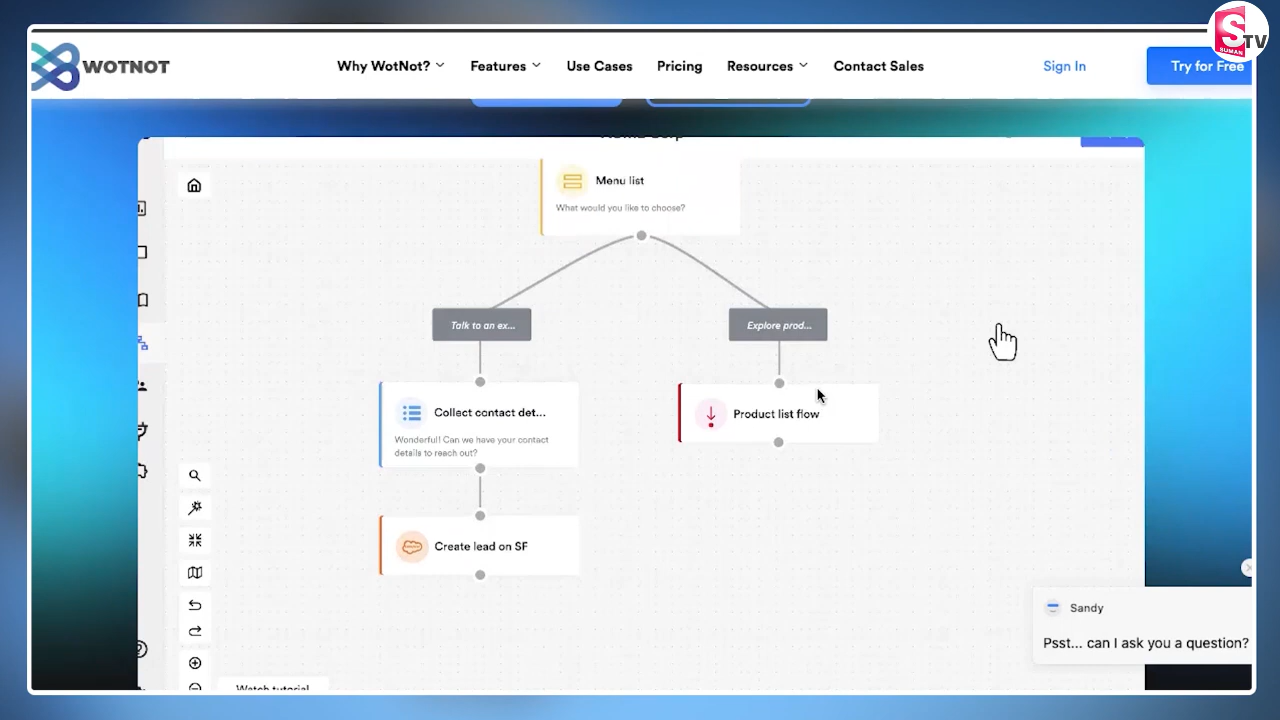 S TV
SUMAN
WOTNOT
Why WotNot?
Features
Use Cases
Pricing
Resources
Contact Sales
Sign In
Try for Free
Menu list
What would you like to choose?
Talk to an ex...
Explore prod...
Collect contact det...
Wonderful! Can we have your contact
details to reach out?
Product list flow
Create lead on SF
Sandy
Psst... can I ask you a question?
Watch tutorial